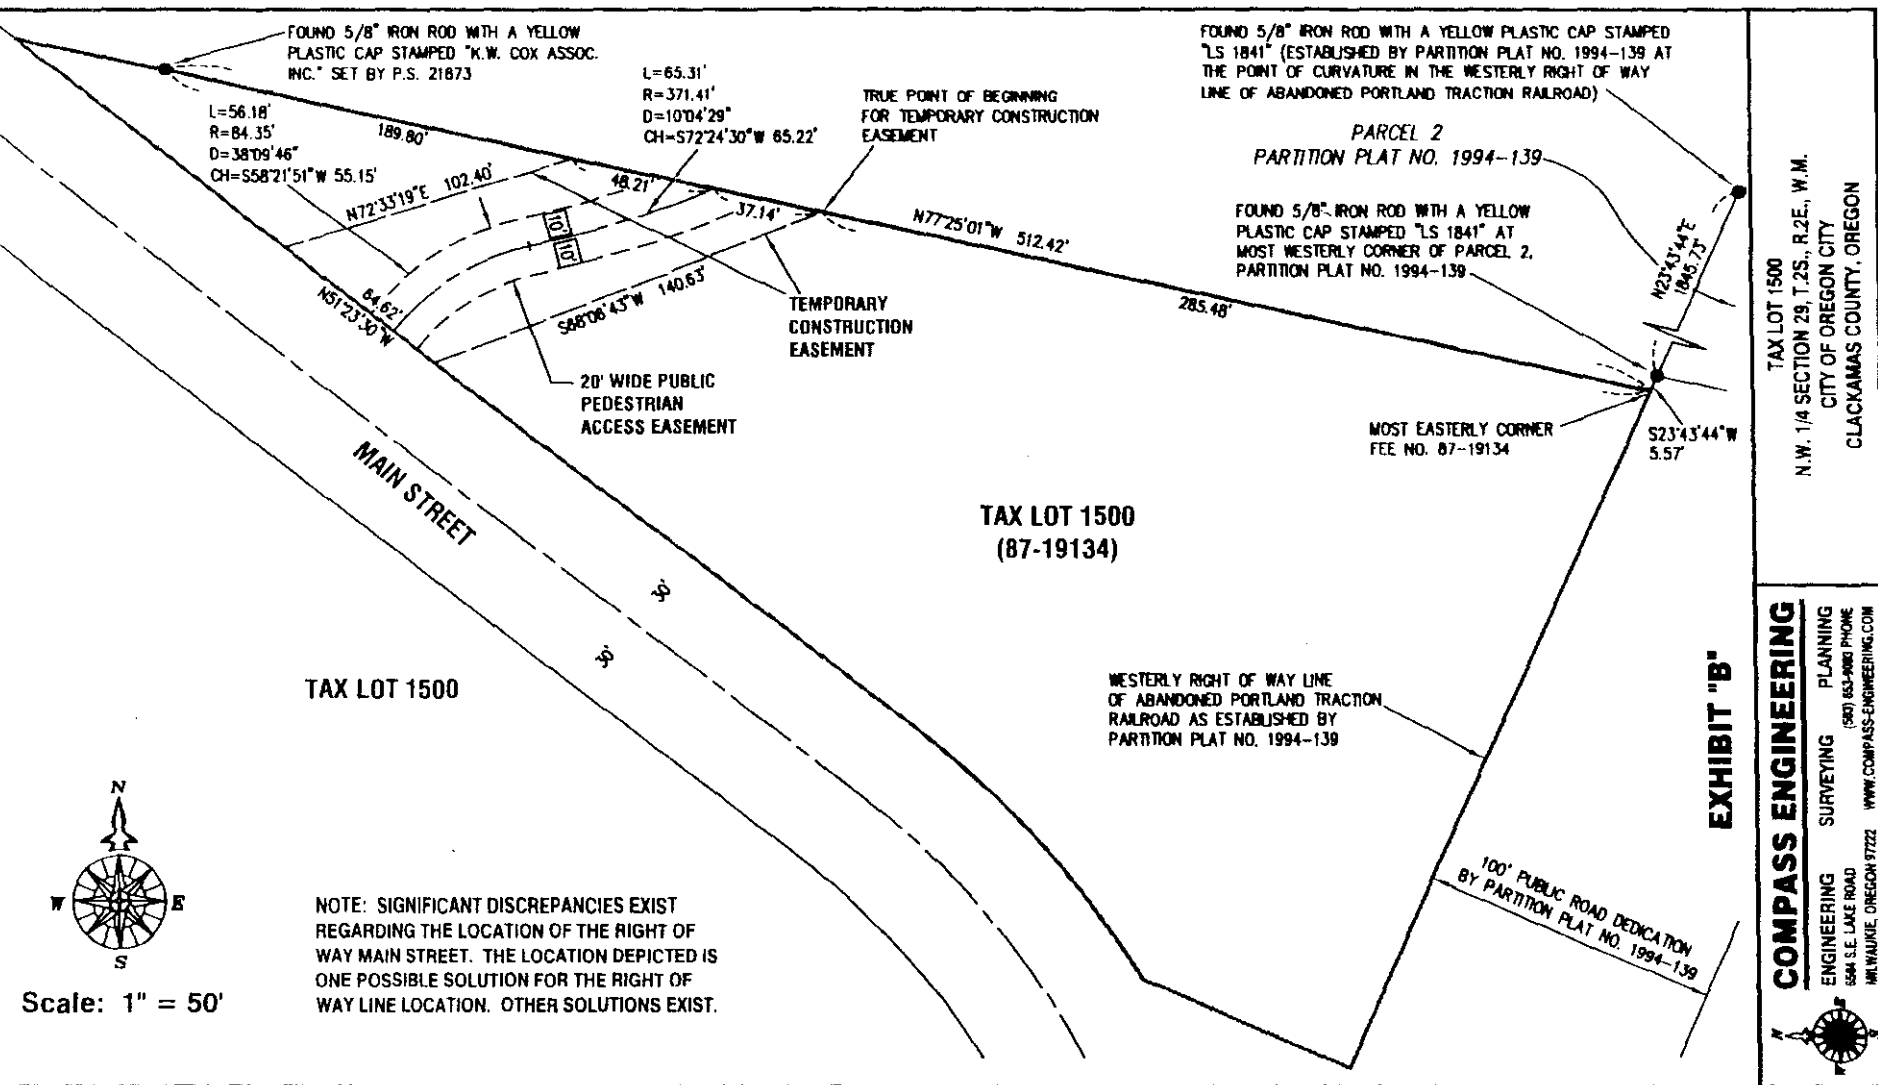 FOUND 5/8" IRON ROD WITH A YELLOW
PLASTIC CAP STAMPED "K.W. COX ASSOC.
INC." SET BY P.S. 21873
L=56.18'
R=84.35'
D=38°09'46"
CH=S58°21'51"W 55.15'
189.80'
L=65.31'
R=371.41'
D=10°04'29"
CH=S72°24'30"W 65.22'
TRUE POINT OF BEGINNING
FOR TEMPORARY CONSTRUCTION
EASEMENT
FOUND 5/8" IRON ROD WITH A YELLOW PLASTIC CAP STAMPED
"LS 1841" (ESTABLISHED BY PARTITION PLAT NO. 1994-139 AT
THE POINT OF CURVATURE IN THE WESTERLY RIGHT OF WAY
LINE OF ABANDONED PORTLAND TRACTION RAILROAD)
PARCEL 2
PARTITION PLAT NO. 1994-139
FOUND 5/8" IRON ROD WITH A YELLOW
PLASTIC CAP STAMPED "LS 1841" AT
MOST WESTERLY CORNER OF PARCEL 2,
PARTITION PLAT NO. 1994-139
N23°43'44"E
1845.73'
N72°33'19"E 102.40'
48.21'
37.14'
10'
10'
N77°25'01"W 512.42'
285.48'
64.62'
N51°23'30"W
S68°08'43"W 140.63'
TEMPORARY
CONSTRUCTION
EASEMENT
20' WIDE PUBLIC
PEDESTRIAN
ACCESS EASEMENT
MOST EASTERLY CORNER
FEE NO. 87-19134
S23°43'44"W
5.57'
MAIN STREET
30'
30'
TAX LOT 1500
(87-19134)
TAX LOT 1500
WESTERLY RIGHT OF WAY LINE
OF ABANDONED PORTLAND TRACTION
RAILROAD AS ESTABLISHED BY
PARTITION PLAT NO. 1994-139
100' PUBLIC ROAD DEDICATION
BY PARTITION PLAT NO. 1994-139
N
W
E
S
Scale: 1" = 50'
NOTE: SIGNIFICANT DISCREPANCIES EXIST
REGARDING THE LOCATION OF THE RIGHT OF
WAY MAIN STREET. THE LOCATION DEPICTED IS
ONE POSSIBLE SOLUTION FOR THE RIGHT OF
WAY LINE LOCATION. OTHER SOLUTIONS EXIST.
EXHIBIT "B"
TAX LOT 1500
N.W. 1/4 SECTION 29, T.2S., R.2E., W.M.
CITY OF OREGON CITY
CLACKAMAS COUNTY, OREGON
COMPASS ENGINEERING
ENGINEERING SURVEYING PLANNING
6564 S.E. LAKE ROAD (503) 653-9093 PHONE
MILWAUKIE, OREGON 97222 WWW.COMPASS-ENGINEERING.COM
N
E
S
W